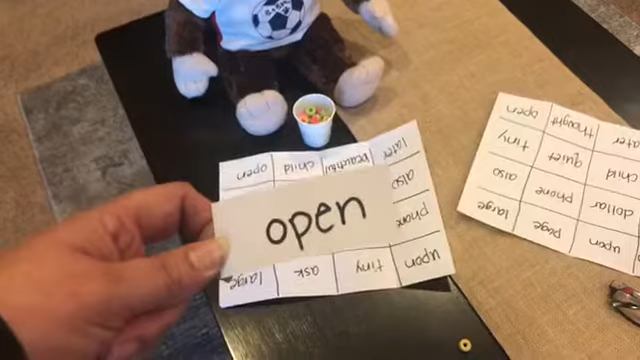 open
open child beautiful later
also
phone
large ask tiny upon
open thought later
tiny quiet child
also phone dollar
large page upon